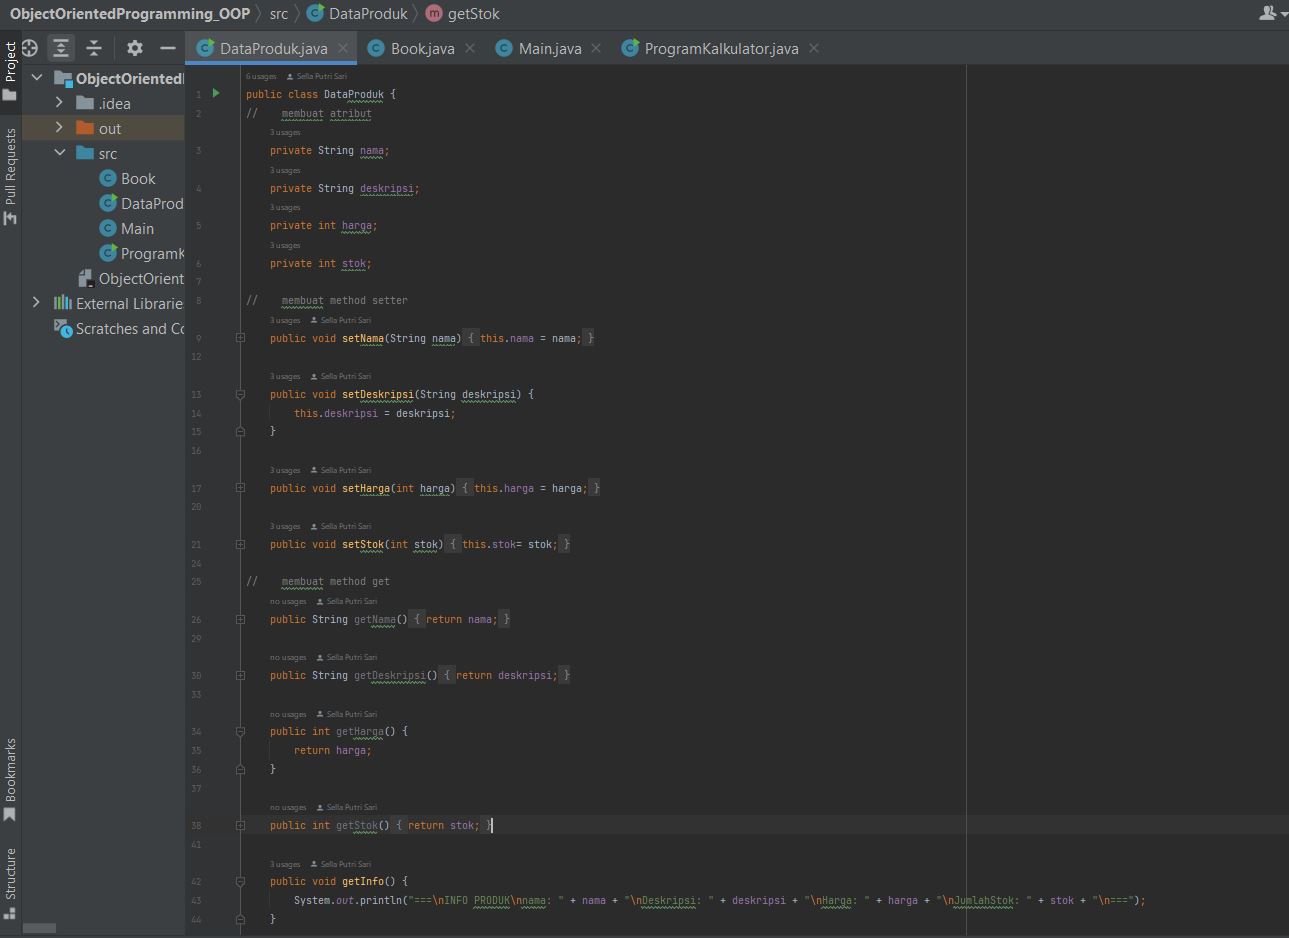 ObjectOrientedProgramming_OOP src DataProduk getStok
Project
Pull Requests
Bookmarks
Structure
ObjectOrientedI
.idea
out
src
Book
DataProd
Main
ProgramK
ObjectOrient
External Librarie
Scratches and Co
DataProduk.java Book.java Main.java ProgramKalkulator.java
6 usages Sella Putri Sari
1 public class DataProduk {
2 // membuat atribut
3 usages
3 private String nama;
3 usages
4 private String deskripsi;
3 usages
5 private int harga;
3 usages
6 private int stok;
7
8 // membuat method setter
3 usages Sella Putri Sari
9 public void setNama(String nama) { this.nama = nama; }
12
3 usages Sella Putri Sari
13 public void setDeskripsi(String deskripsi) {
14 this.deskripsi = deskripsi;
15 }
16
3 usages Sella Putri Sari
17 public void setHarga(int harga) { this.harga = harga; }
20
3 usages Sella Putri Sari
21 public void setStok(int stok) { this.stok= stok; }
24
25 // membuat method get
no usages Sella Putri Sari
26 public String getNama() { return nama; }
29
no usages Sella Putri Sari
30 public String getDeskripsi() { return deskripsi; }
33
no usages Sella Putri Sari
34 public int getHarga() {
35 return harga;
36 }
37
no usages Sella Putri Sari
38 public int getStok() { return stok; }
41
3 usages Sella Putri Sari
42 public void getInfo() {
43 System.out.println("===\nINFO PRODUK\nnama: " + nama + "\nDeskripsi: " + deskripsi + "\nHarga: " + harga + "\nJumlahStok: " + stok + "\n===");
44 }